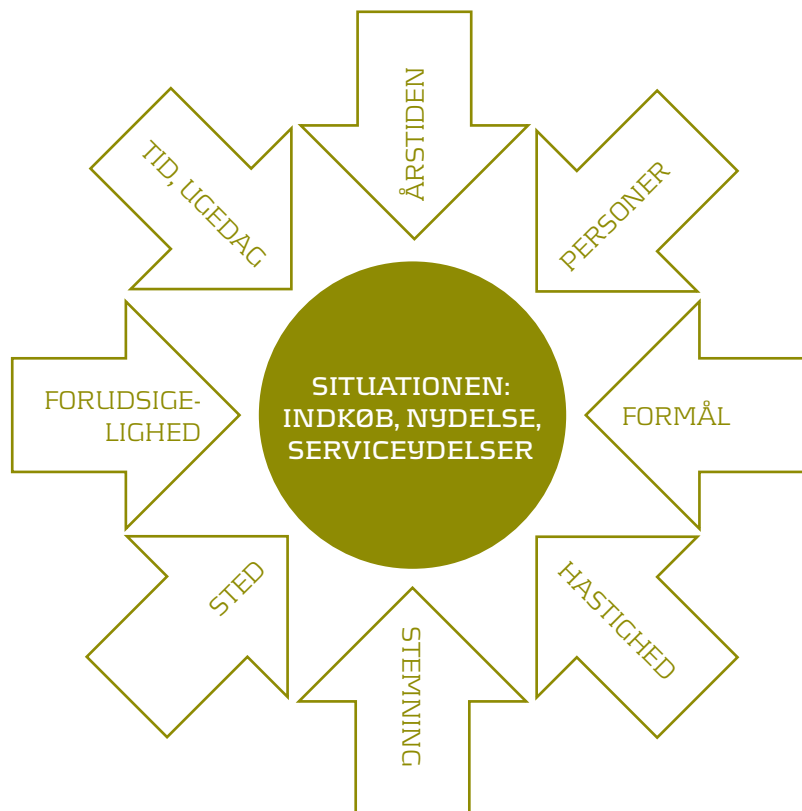 ÅRSTIDEN
PERSONER
FORMÅL
HASTIGHED
STEMNING
STED
FORUDSIGE-
LIGHED
TID, UGEDAG
SITUATIONEN:
INDKØB, NYDELSE,
SERVICEYDELSER